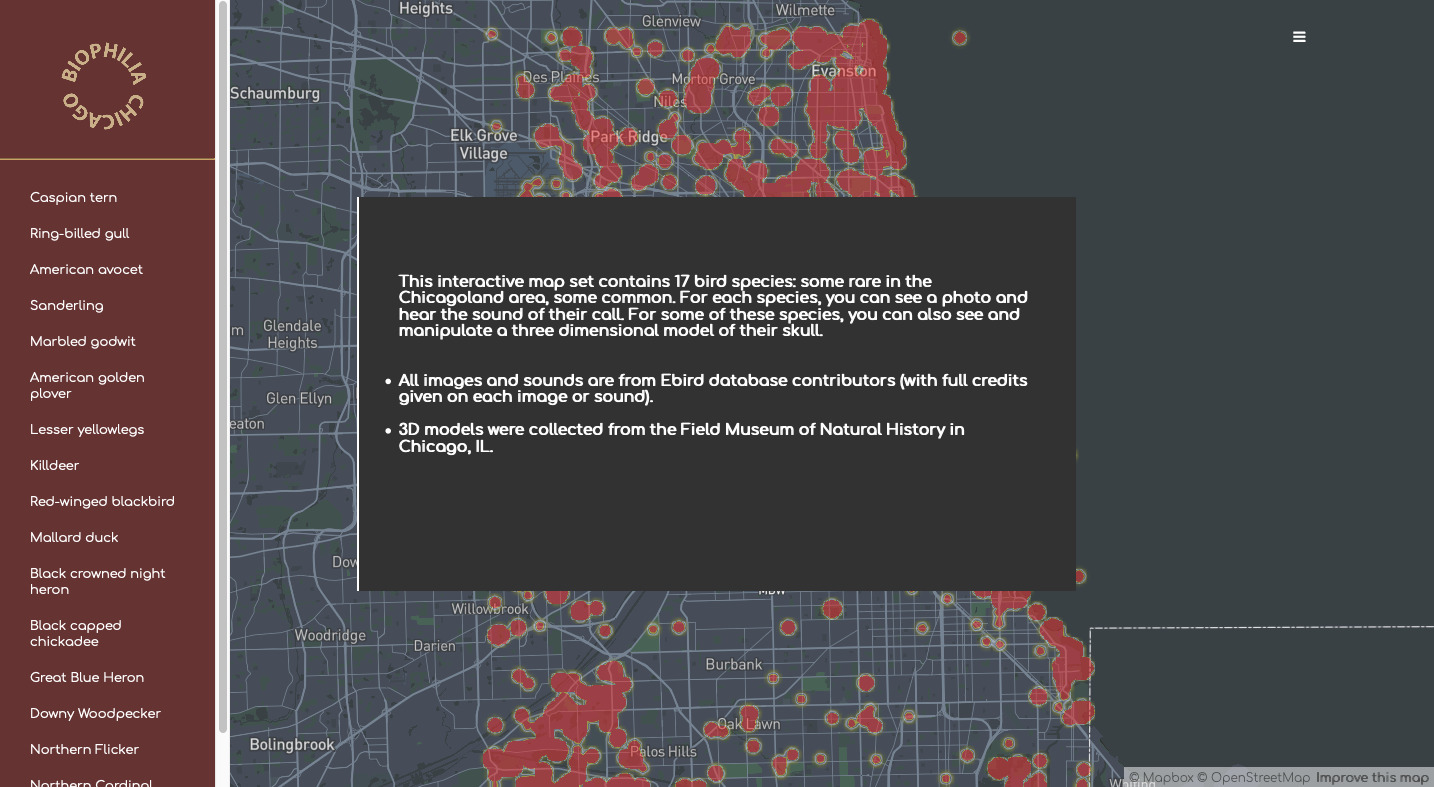 BIOPHILIA CHICAGO
Caspian tern
Ring-billed gull
American avocet
Sanderling
Marbled godwit
American golden
plover
Lesser yellowlegs
Killdeer
Red-winged blackbird
Mallard duck
Black crowned night
heron
Black capped
chickadee
Great Blue Heron
Downy Woodpecker
Northern Flicker
Northern Cardinal
Heights
Wilmette
Glenview
Evanston
Des Plaines
Morton Grove
Schaumburg
Niles
Elk Grove
Village
Park Ridge
This interactive map set contains 17 bird species: some rare in the
Chicagoland area, some common. For each species, you can see a photo and
hear the sound of their call. For some of these species, you can also see and
manipulate a three dimensional model of their skull.
• All images and sounds are from Ebird database contributors (with full credits
given on each image or sound).
• 3D models were collected from the Field Museum of Natural History in
Chicago, IL.
m
Glendale
Heights
Glen Ellyn
eaton
Dow
MDW
Willowbrook
Woodridge
Darien
Burbank
Oak Lawn
Bolingbrook
Palos Hills
Whiting
© Mapbox © OpenStreetMap Improve this map